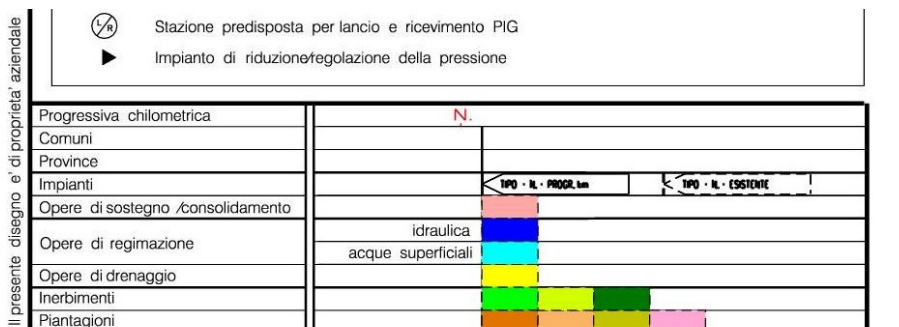 L/R Stazione predisposta per lancio e ricevimento PIG
Impianto di riduzione/regolazione della pressione
Progressiva chilometrica N.
Comuni
Province
Impianti TIPO - N. - PROGR. km TIPO - N. - ESISTENTE
Opere di sostegno /consolidamento
Opere di regimazione idraulica
acque superficiali
Opere di drenaggio
Inerbimenti
Piantagioni
Il presente disegno e' di proprieta' aziendale